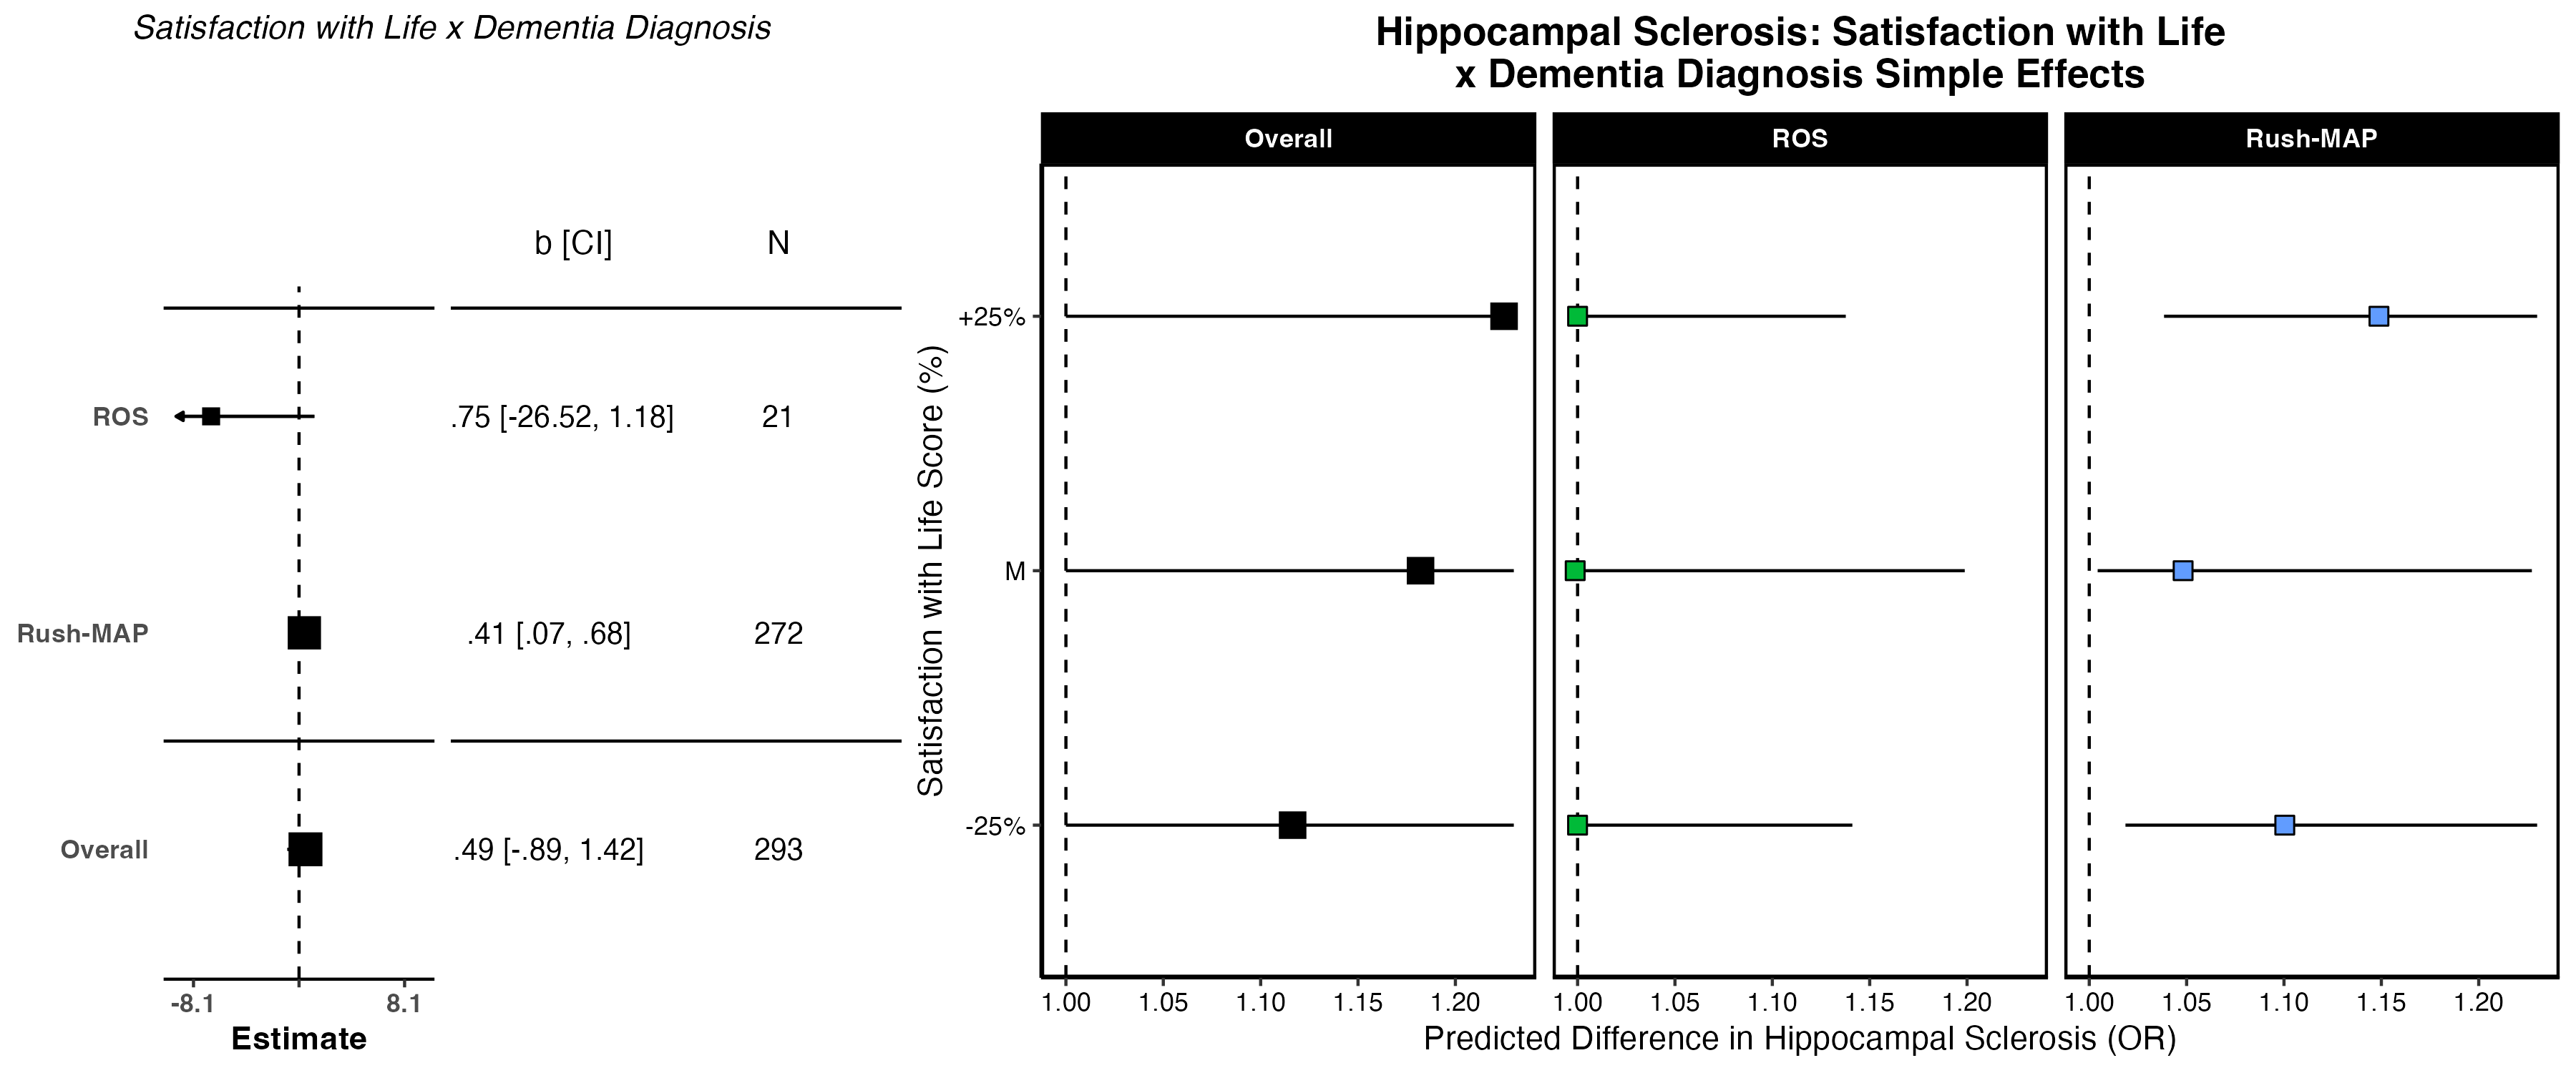 Satisfaction with Life x Dementia Diagnosis
b [CI] N
ROS .75 [-26.52, 1.18] 21
Rush-MAP .41 [.07, .68] 272
Overall .49 [-.89, 1.42] 293
-8.1 8.1
Estimate
Hippocampal Sclerosis: Satisfaction with Life
x Dementia Diagnosis Simple Effects
Overall ROS Rush-MAP
Satisfaction with Life Score (%)
+25%
M
-25%
1.00 1.05 1.10 1.15 1.20 1.00 1.05 1.10 1.15 1.20 1.00 1.05 1.10 1.15 1.20
Predicted Difference in Hippocampal Sclerosis (OR)